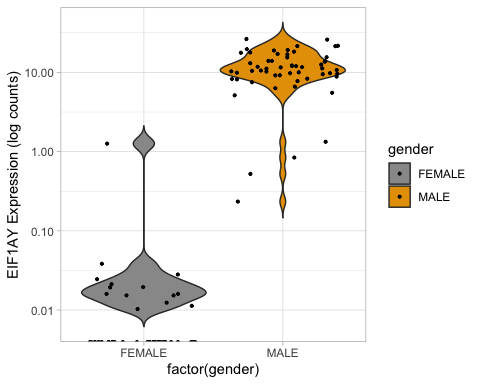 EIF1AY Expression (log counts)
10.00
1.00
0.10
0.01
FEMALE
MALE
factor(gender)
gender
FEMALE
MALE